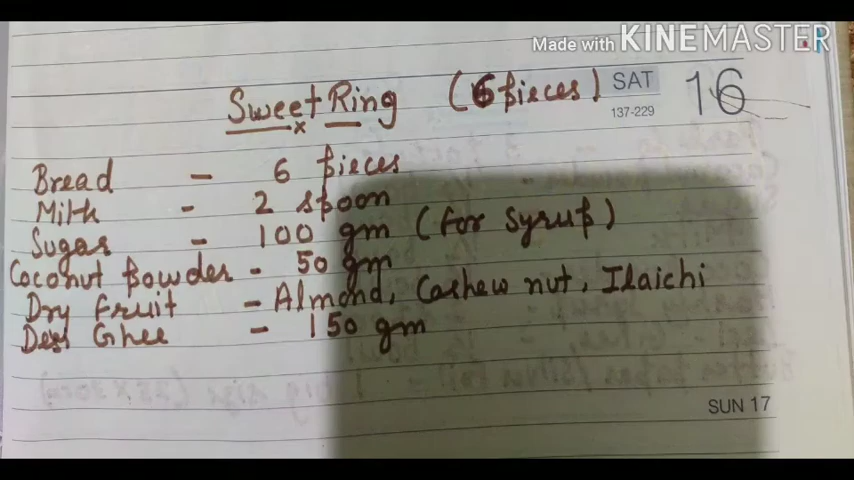 Made with KINEMASTER
Sweet Ring (6 pieces) SAT 16
137-229
Bread - 6 pieces
Milk - 2 spoon
Sugar - 100 gm (for syrup)
Coconut powder - 50 gm
Dry fruit - Almond, Cashew nut, Ilaichi
Desi Ghee - 150 gm
SUN 17